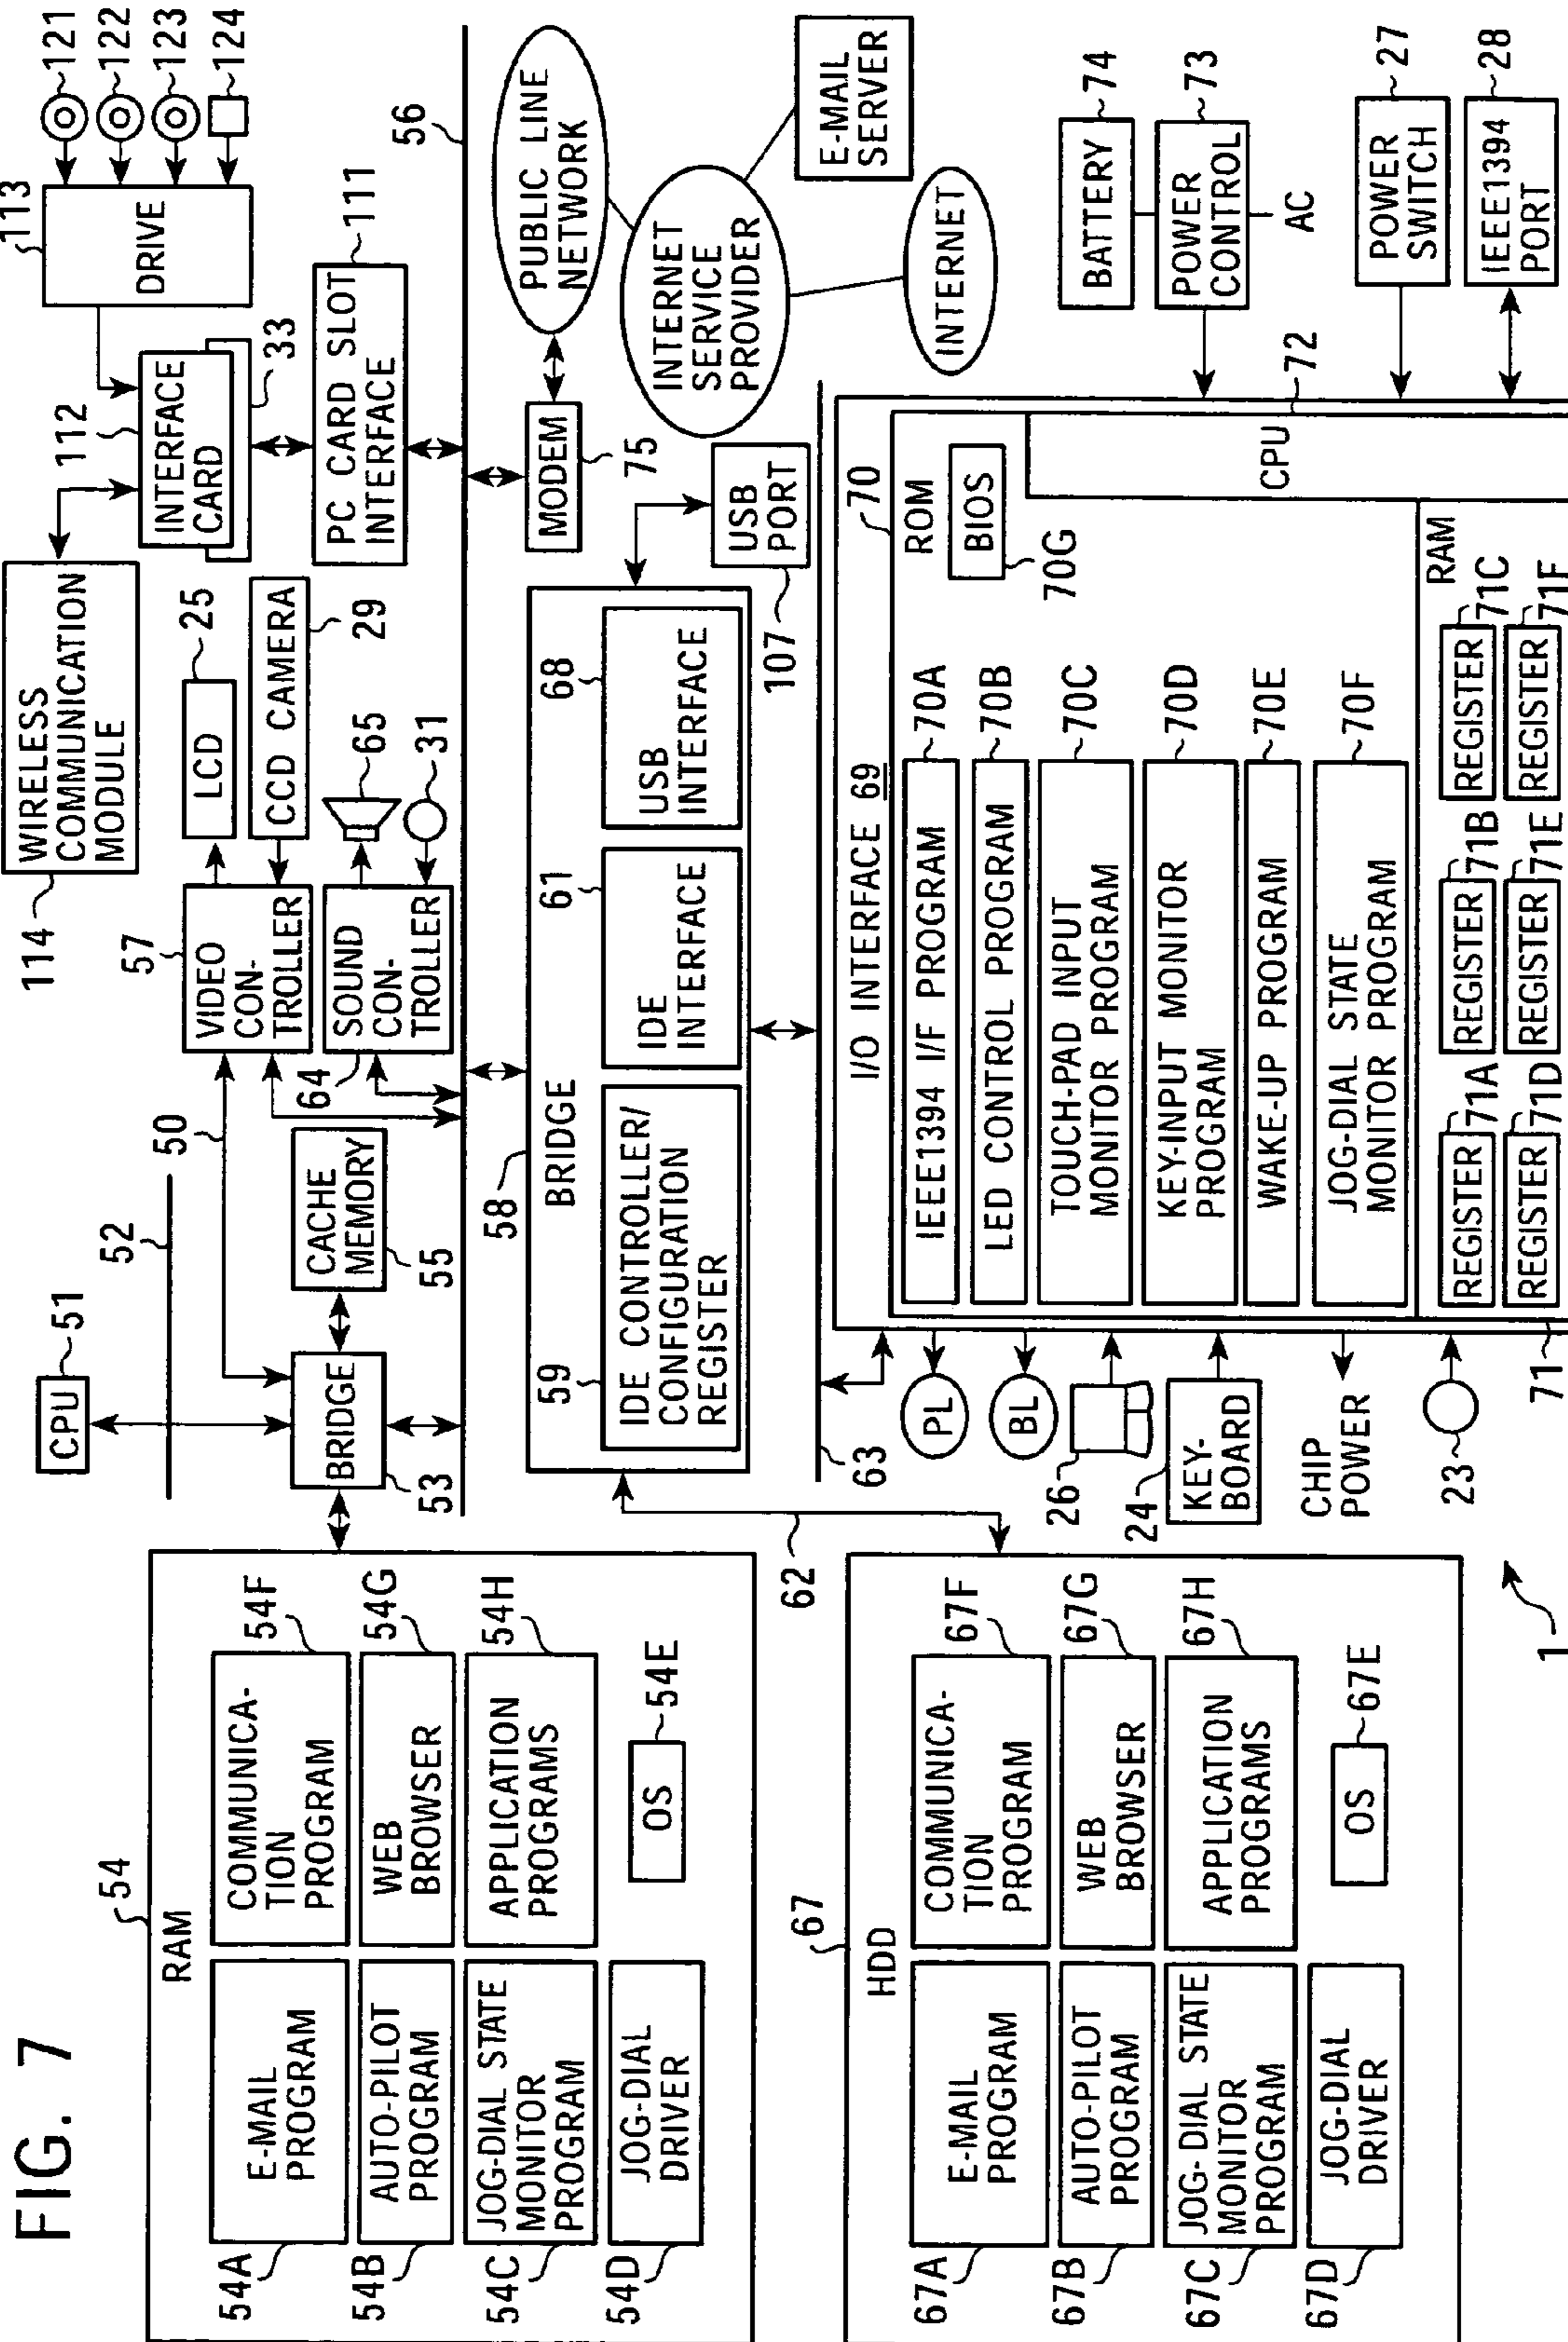 FIG. 7
54
RAM
54A
E-MAIL
PROGRAM
COMMUNICA-
TION
PROGRAM
54F
54B
AUTO-PILOT
PROGRAM
WEB
BROWSER
54G
54C
JOG-DIAL STATE
MONITOR
PROGRAM
APPLICATION
PROGRAMS
54H
54D
JOG-DIAL
DRIVER
OS
54E
CPU
51
52
50
BRIDGE
53
CACHE
MEMORY
55
114
WIRELESS
COMMUNICATION
MODULE
57
VIDEO
CON-
TROLLER
LCD
25
CCD CAMERA
29
64
SOUND
CON-
TROLLER
65
31
112
INTERFACE
CARD
33
113
DRIVE
121
122
123
124
PC CARD SLOT
INTERFACE
111
56
58
BRIDGE
59
IDE CONTROLLER/
CONFIGURATION
REGISTER
61
IDE
INTERFACE
68
USB
INTERFACE
MODEM
75
USB
PORT
107
PUBLIC LINE
NETWORK
INTERNET
SERVICE
PROVIDER
E-MAIL
SERVER
INTERNET
62
63
67
HDD
67A
E-MAIL
PROGRAM
COMMUNICA-
TION
PROGRAM
67F
67B
AUTO-PILOT
PROGRAM
WEB
BROWSER
67G
67C
JOG- DIAL STATE
MONITOR
PROGRAM
APPLICATION
PROGRAMS
67H
67D
JOG-DIAL
DRIVER
OS
67E
1
PL
BL
26
24
KEY-
BOARD
CHIP
POWER
23
I/O INTERFACE 69
70
ROM
IEEE1394 I/F PROGRAM
70A
LED CONTROL PROGRAM
70B
TOUCH-PAD INPUT
MONITOR PROGRAM
70C
KEY-INPUT MONITOR
PROGRAM
70D
WAKE-UP PROGRAM
70E
JOG-DIAL STATE
MONITOR PROGRAM
70F
BIOS
70G
CPU
72
RAM
71
REGISTER
71A
REGISTER
71B
REGISTER
71C
REGISTER
71D
REGISTER
71E
REGISTER
71F
BATTERY
74
POWER
CONTROL
73
AC
POWER
SWITCH
27
IEEE1394
PORT
28